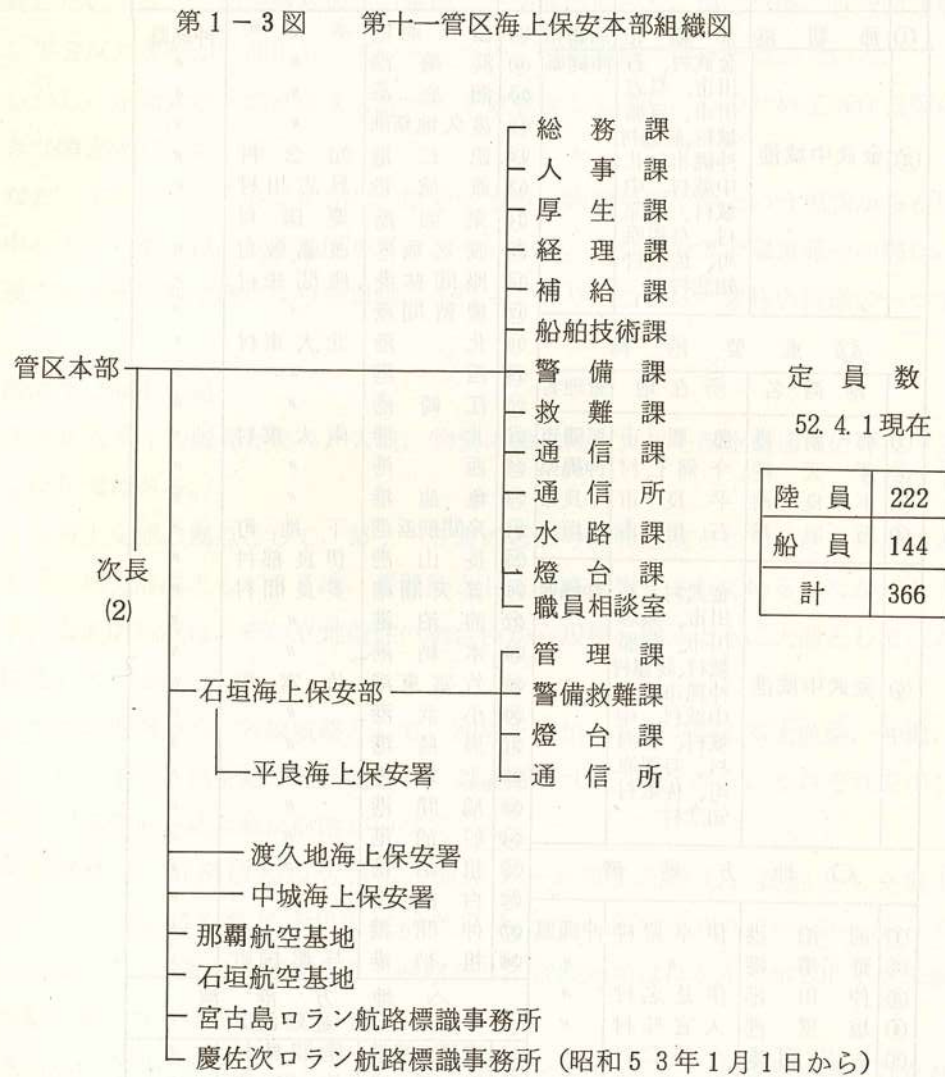 第1－3図　第十一管区海上保安本部組織図
総務課
人事課
厚生課
経理課
補給課
船舶技術課
管区本部
警備課
救難課
通信課
通信所
水路課
燈台課
職員相談室
次長
(2)
定員数
52.4.1現在
陸員 222
船員 144
計 366
石垣海上保安部
管理課
警備救難課
燈台課
通信所
平良海上保安署
渡久地海上保安署
中城海上保安署
那覇航空基地
石垣航空基地
宮古島ロラン航路標識事務所
慶佐次ロラン航路標識事務所（昭和53年1月1日から）